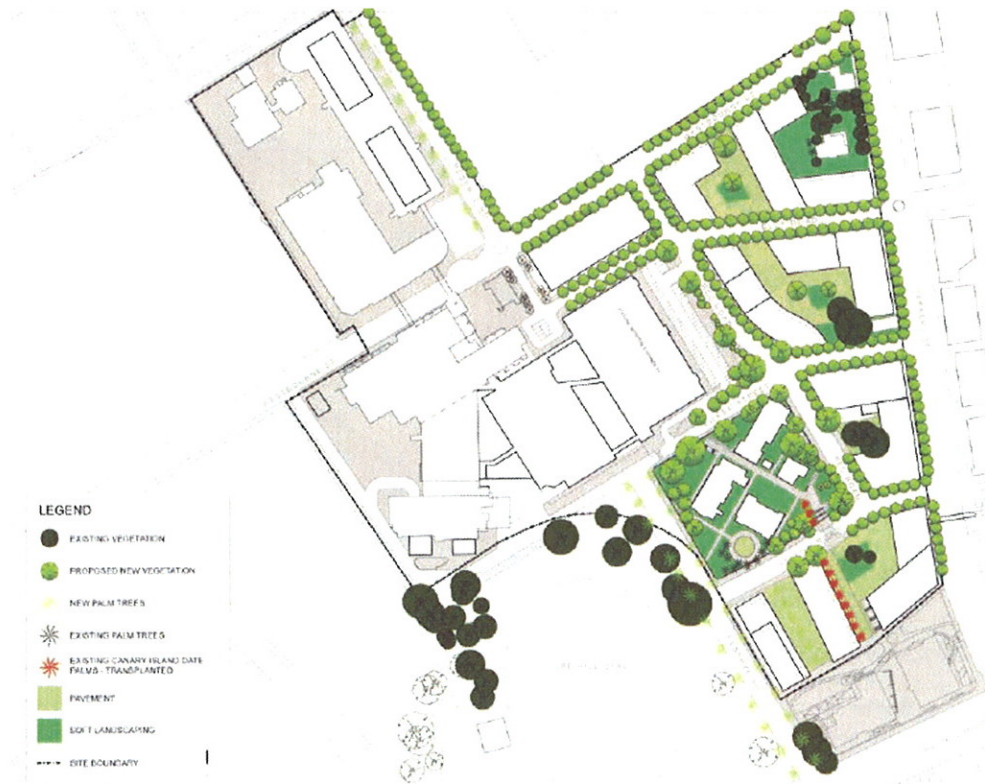 LEGEND
EXISTING VEGETATION
PROPOSED NEW VEGETATION
NEW PALM TREES
EXISTING PALM TREES
EXISTING CANARY ISLAND DATE
PALMS - TRANSPLANTED
PAVEMENT
SOFT LANDSCAPING
SITE BOUNDARY